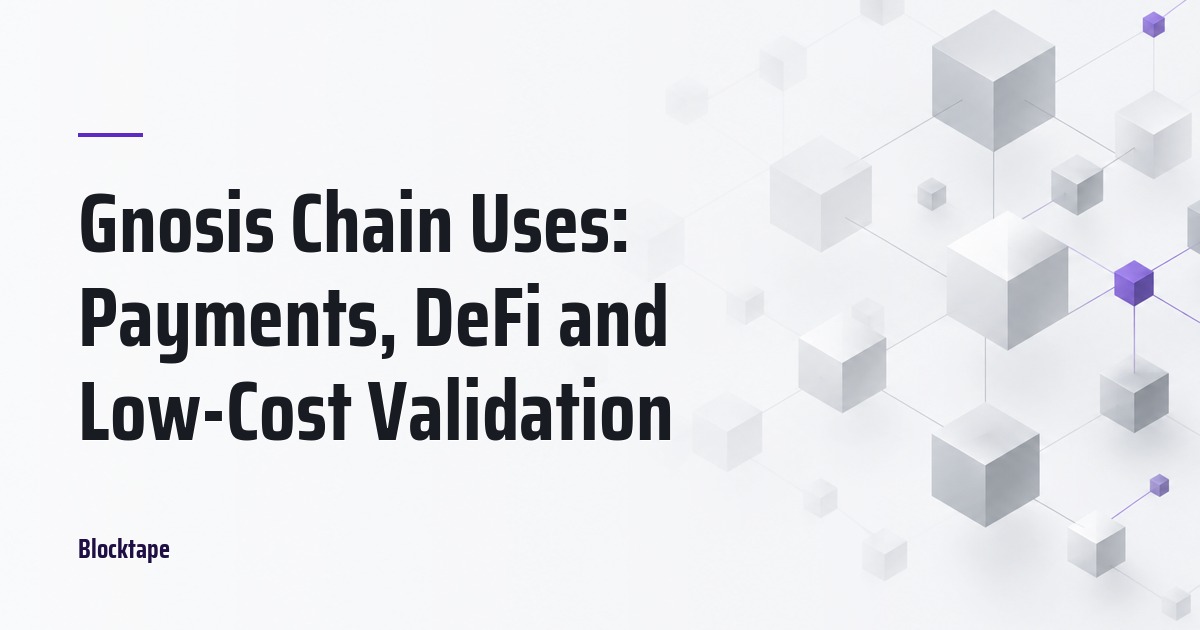 Gnosis Chain Uses:
Payments, DeFi and
Low-Cost Validation
Blocktape